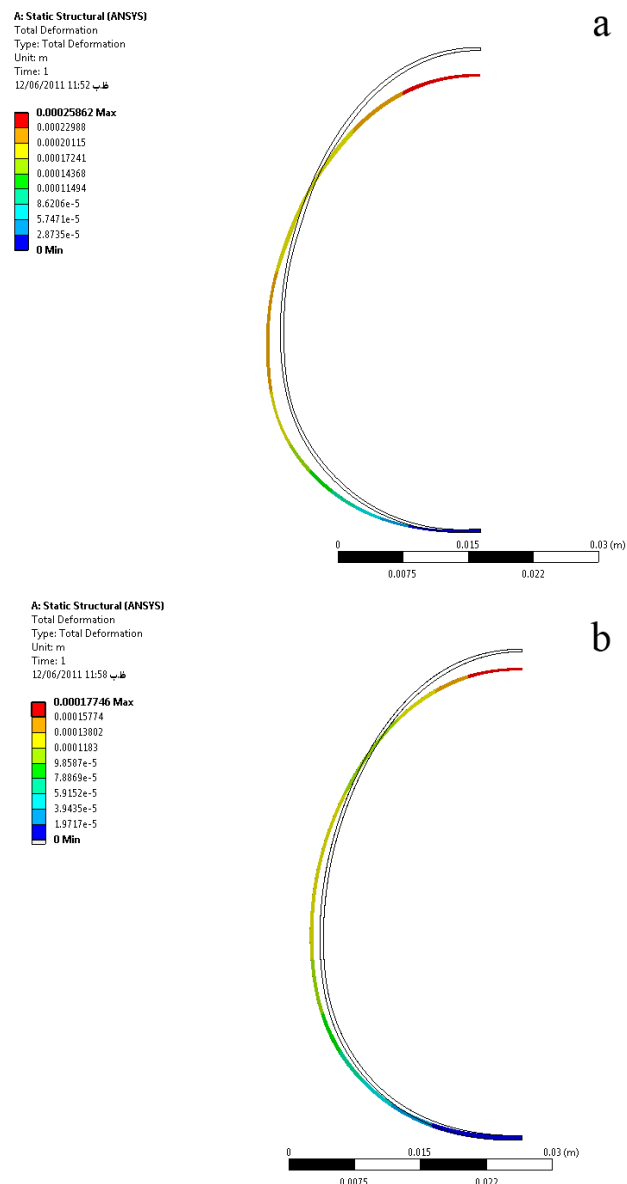 a
A: Static Structural (ANSYS)
Total Deformation
Type: Total Deformation
Unit: m
Time: 1
12/06/2011 11:52 ظ.ب
0.00025862 Max
0.00022988
0.00020115
0.00017241
0.00014368
0.00011494
8.6206e-5
5.7471e-5
2.8735e-5
0 Min
0 0.015 0.03 (m)
0.0075 0.022
b
A: Static Structural (ANSYS)
Total Deformation
Type: Total Deformation
Unit: m
Time: 1
12/06/2011 11:58 ظ.ب
0.00017746 Max
0.00015774
0.00013802
0.0001183
9.8587e-5
7.8869e-5
5.9152e-5
3.9435e-5
1.9717e-5
0 Min
0 0.015 0.03 (m)
0.0075 0.022